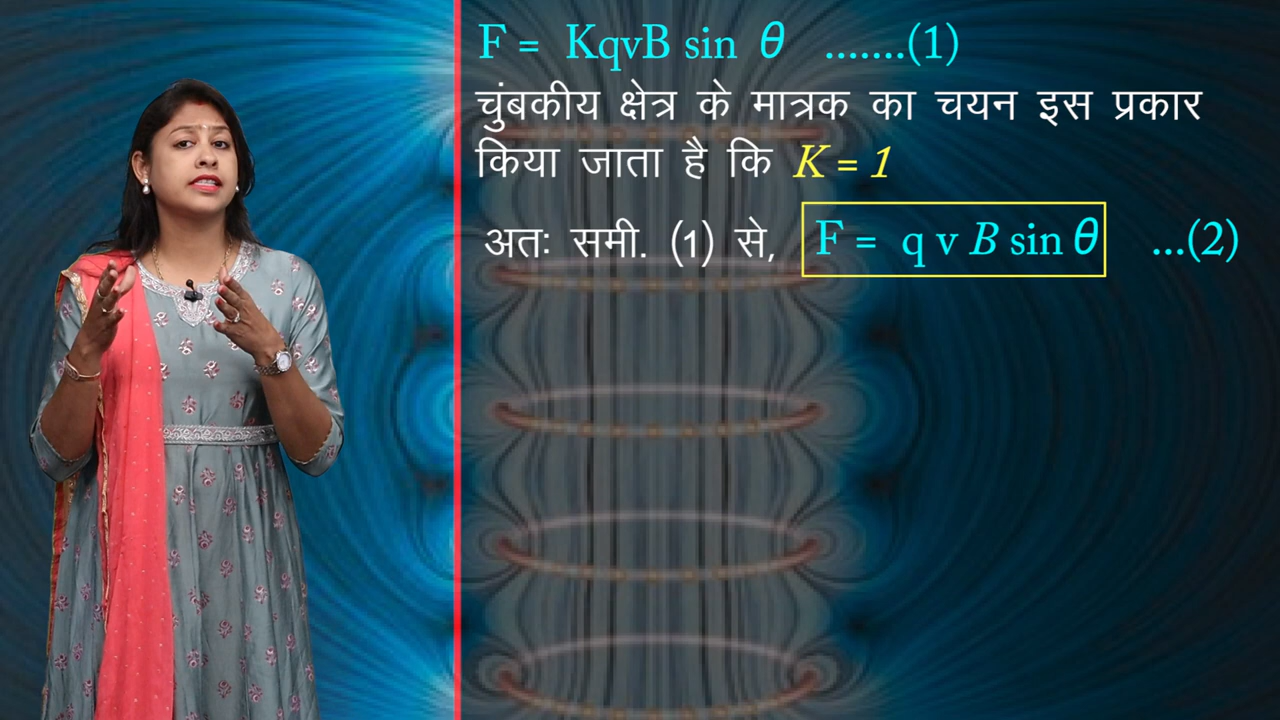 F = KqvB sin θ .......(1)
चुंबकीय क्षेत्र के मात्रक का चयन इस प्रकार
किया जाता है कि K = 1
अतः समी. (1) से, F = q v B sin θ ...(2)